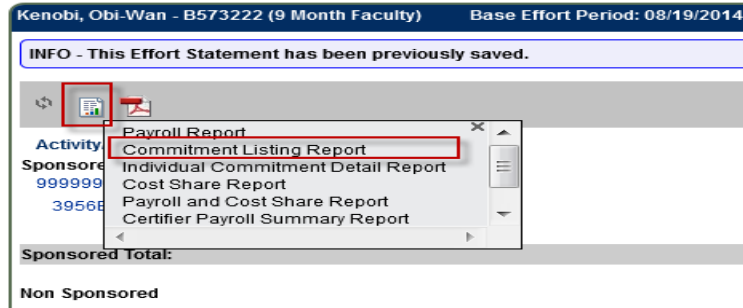 Kenobi, Obi-Wan - B573222 (9 Month Faculty) Base Effort Period: 08/19/2014
INFO - This Effort Statement has been previously saved.
Payroll Report
Activity
Commitment Listing Report
Sponsore
Individual Commitment Detail Report
999999
Cost Share Report
3956E
Payroll and Cost Share Report
Certifier Payroll Summary Report
Sponsored Total:
Non Sponsored